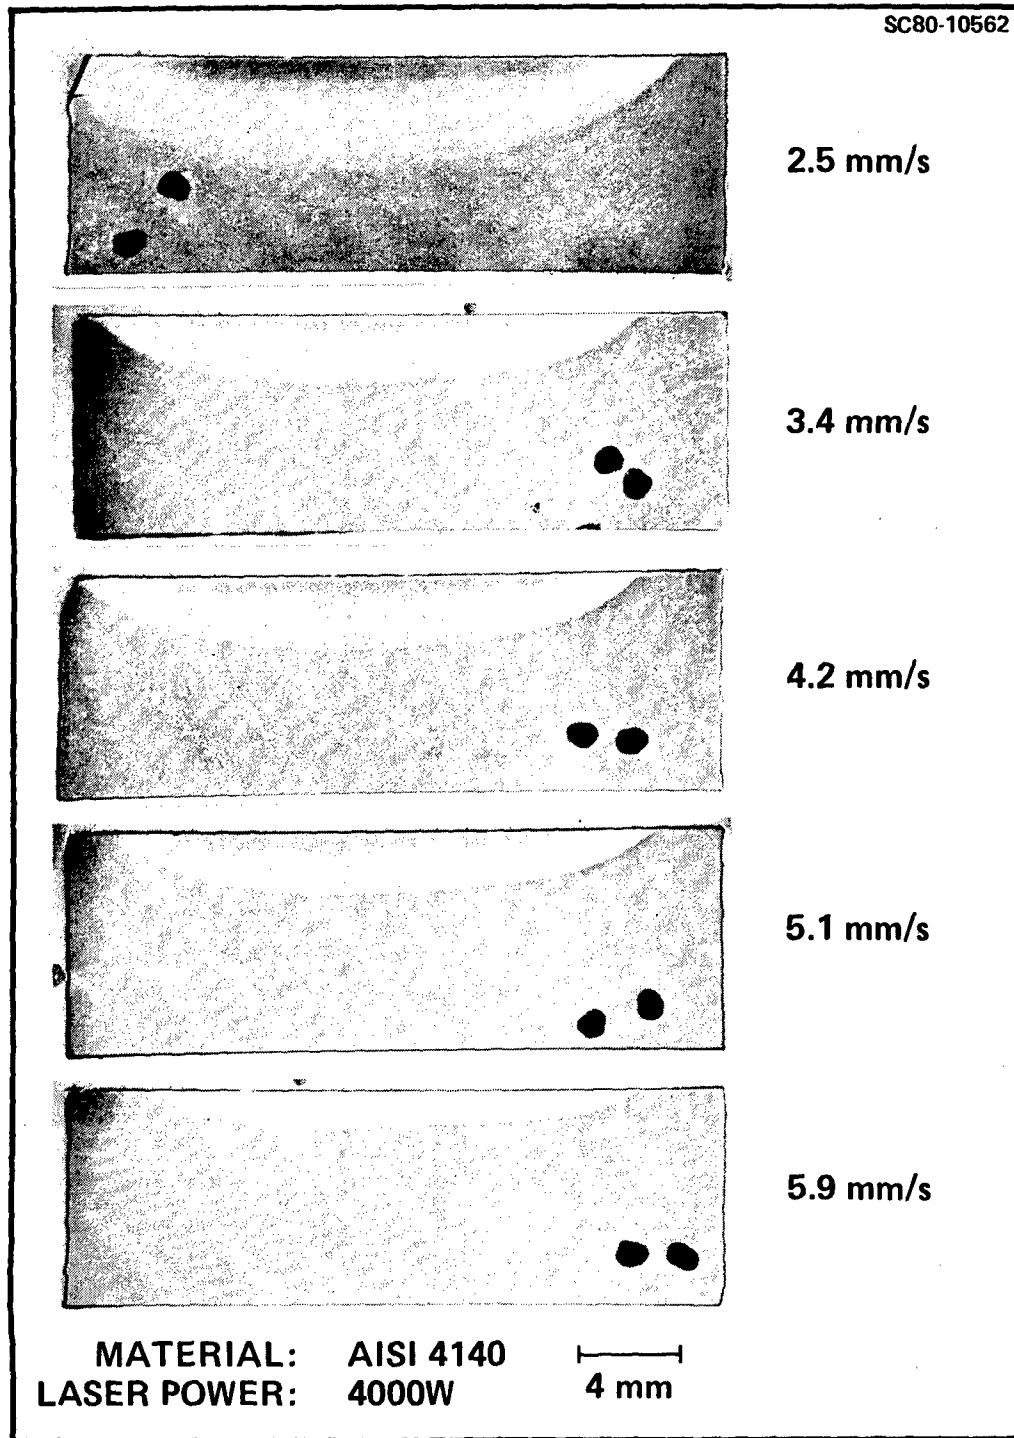 SC80-10562
2.5 mm/s
3.4 mm/s
4.2 mm/s
5.1 mm/s
5.9 mm/s
MATERIAL: AISI 4140
LASER POWER: 4000W
4 mm